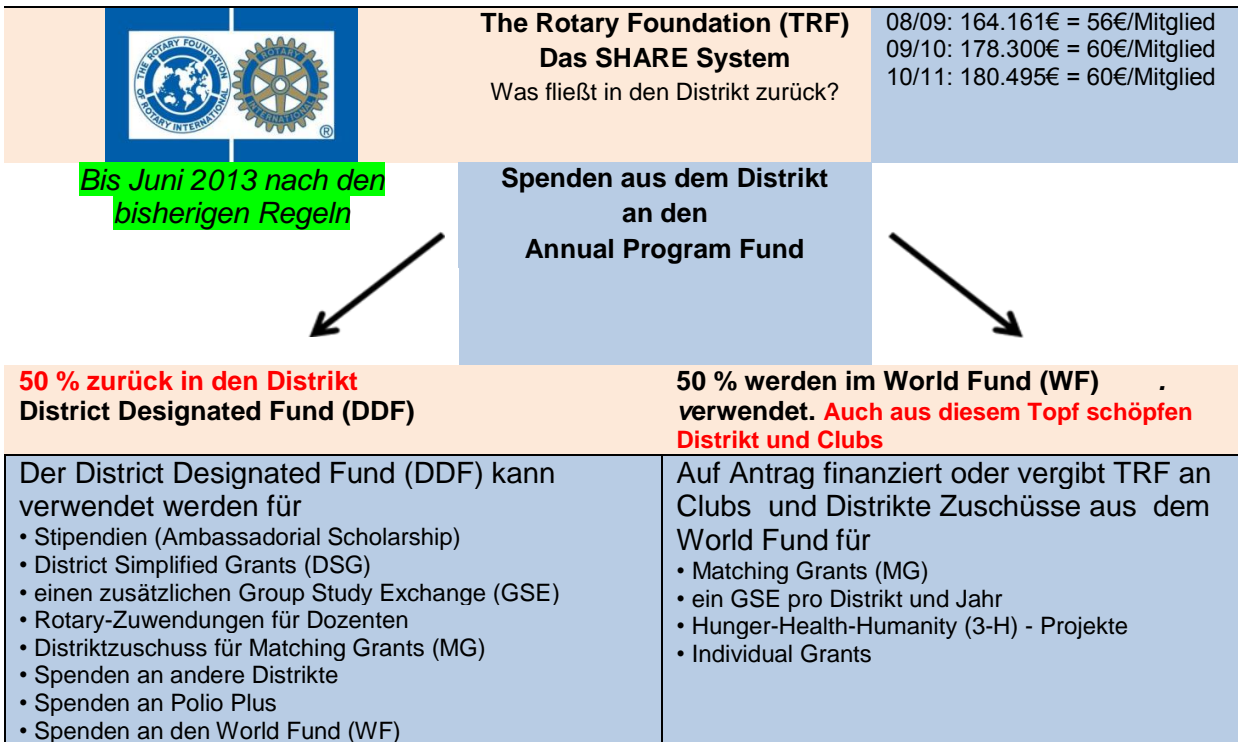 THE ROTARY FOUNDATION
OF ROTARY INTERNATIONAL
ROTARY
INTERNATIONAL
®
The Rotary Foundation (TRF)
Das SHARE System
Was fließt in den Distrikt zurück?
08/09: 164.161€ = 56€/Mitglied
09/10: 178.300€ = 60€/Mitglied
10/11: 180.495€ = 60€/Mitglied
Bis Juni 2013 nach den
bisherigen Regeln
Spenden aus dem Distrikt
an den
Annual Program Fund
50 % zurück in den Distrikt
District Designated Fund (DDF)
50 % werden im World Fund (WF) .
verwendet. Auch aus diesem Topf schöpfen
Distrikt und Clubs
Der District Designated Fund (DDF) kann
verwendet werden für
• Stipendien (Ambassadorial Scholarship)
• District Simplified Grants (DSG)
• einen zusätzlichen Group Study Exchange (GSE)
• Rotary-Zuwendungen für Dozenten
• Distriktzuschuss für Matching Grants (MG)
• Spenden an andere Distrikte
• Spenden an Polio Plus
• Spenden an den World Fund (WF)
Auf Antrag finanziert oder vergibt TRF an
Clubs und Distrikte Zuschüsse aus dem
World Fund für
• Matching Grants (MG)
• ein GSE pro Distrikt und Jahr
• Hunger-Health-Humanity (3-H) - Projekte
• Individual Grants